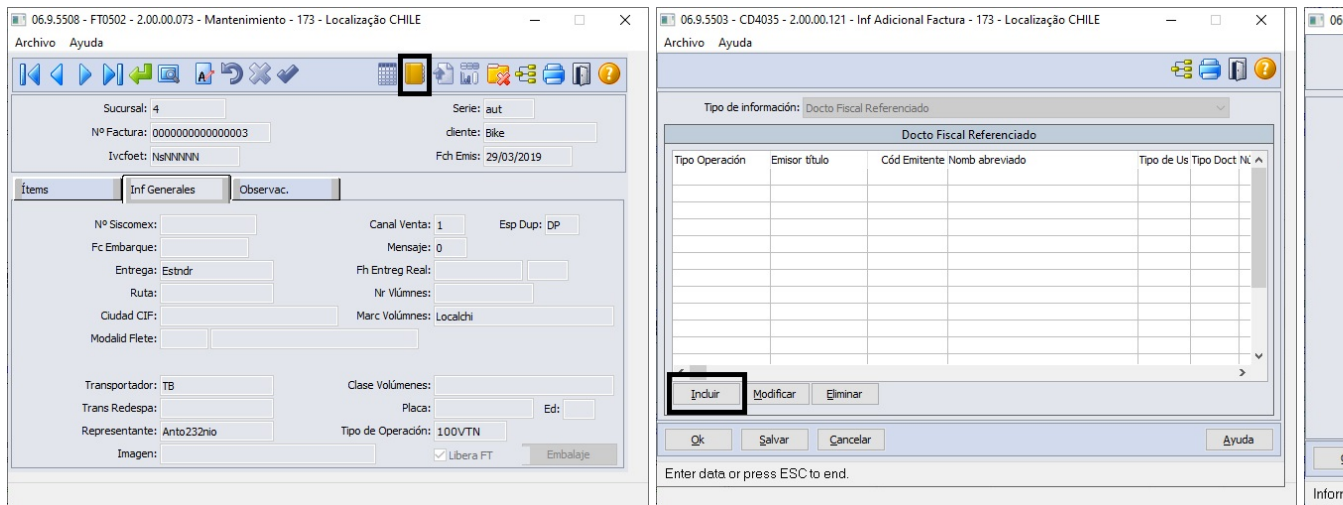 06.9.5508 - FT0502 - 2.00.00.073 - Mantenimiento - 173 - Localização CHILE
Archivo Ayuda
Sucursal: 4 Serie: aut
Nº Factura: 0000000000000003 cliente: Bike
Ivcfoet: NsNNNNN Fch Emis: 29/03/2019
Ítems Inf Generales Observac.
Nº Siscomex: Canal Venta: 1 Esp Dup: DP
Fc Embarque: Mensaje: 0
Entrega: Estndr Fh Entreg Real:
Ruta: Nr Vlúmnes:
Ciudad CIF: Marc Volúmnes: Localchi
Modalid Flete:
Transportador: TB Clase Volúmenes:
Trans Redespa: Placa: Ed:
Representante: Anto232nio Tipo de Operación: 100VTN
Imagen: Libera FT Embalaje
06.9.5503 - CD4035 - 2.00.00.121 - Inf Adicional Factura - 173 - Localização CHILE
Archivo Ayuda
Tipo de información: Docto Fiscal Referenciado
Docto Fiscal Referenciado
Tipo Operación Emisor título Cód Emitente Nomb abreviado Tipo de Us Tipo Doct
Incluir Modificar Eliminar
Ok Salvar Cancelar Ayuda
Enter data or press ESC to end.
06
Inforr